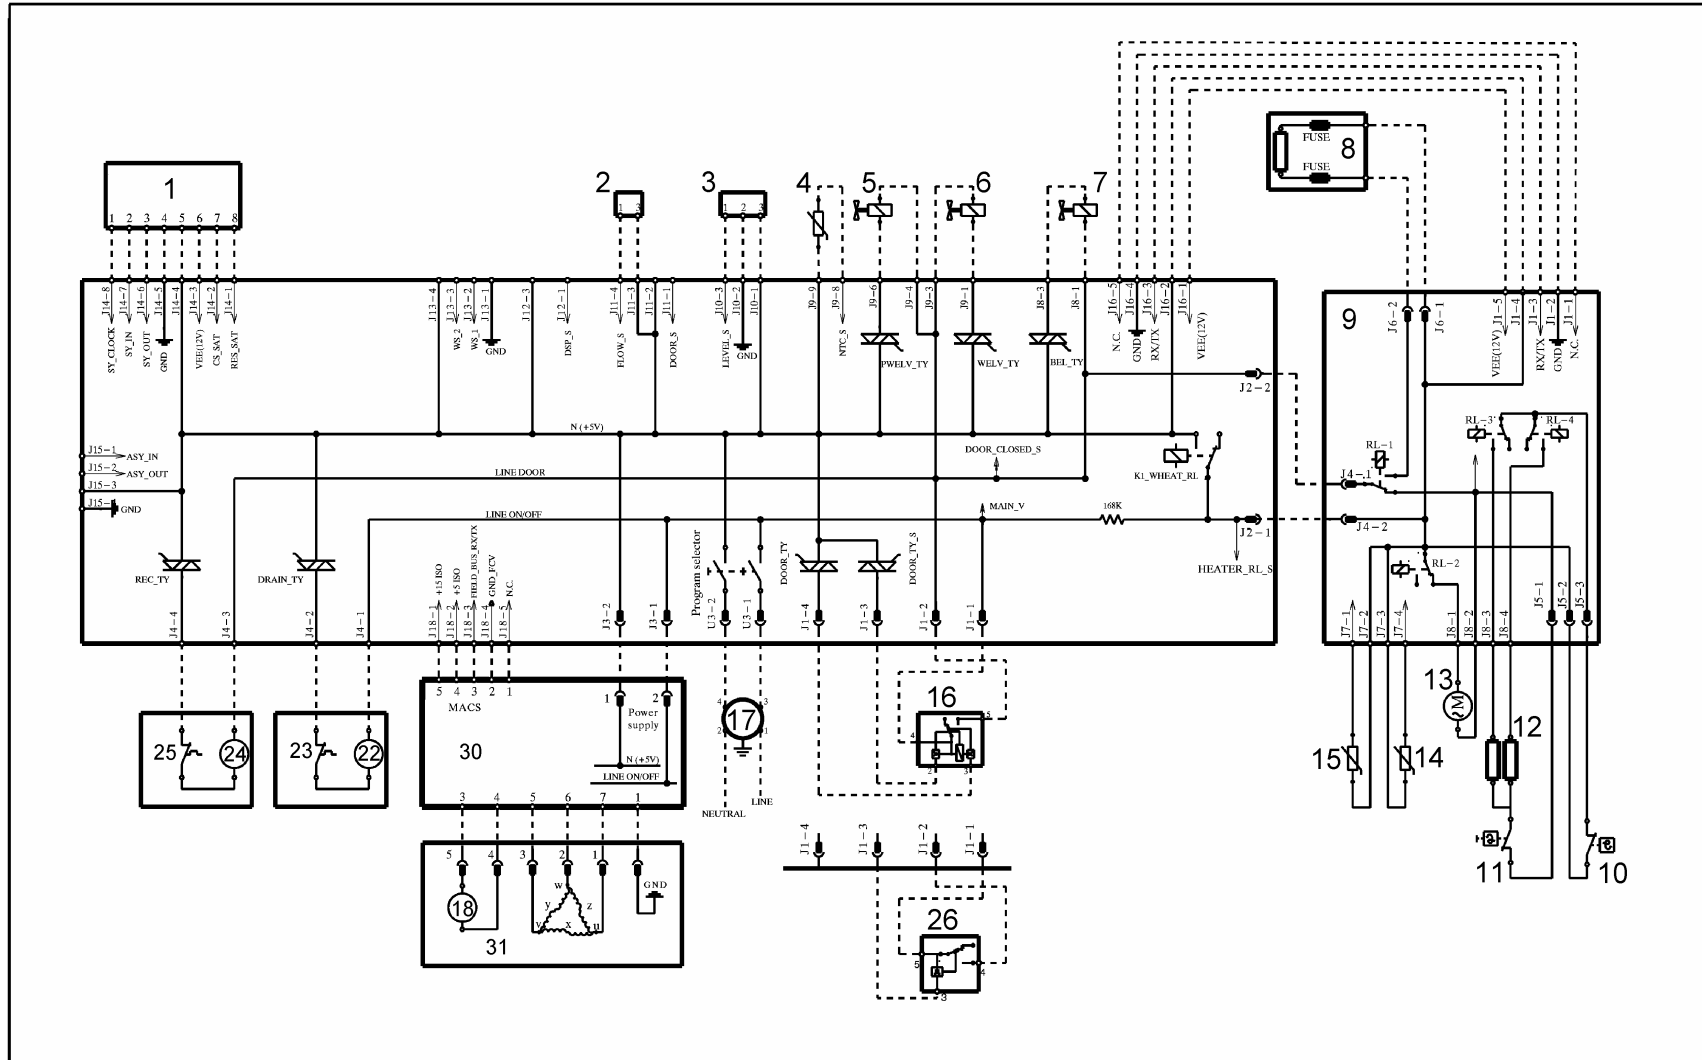 1
1 2 3 4 5 6 7 8
2
1 3
3
1 2 3
4
5
6
7
FUSE
8
FUSE
J14-8
J14-7
J14-6
J14-5
J14-4
J14-3
J14-2
J14-1
SY_CLOCK
SY_IN
SY_OUT
GND
VEE(12V)
CS_SAT
RES_SAT
J13-4
J13-3
J13-2
J13-1
WS_2
WS_1
GND
J12-3
J12-1
DSP_S
J11-4
J11-3
J11-2
J11-1
FLOW_S
DOOR_S
J10-3
J10-2
J10-1
LEVEL_S
GND
J9-9
J9-8
NTC_S
J9-6
J9-4
J9-3
J9-1
PWELV_TY
WELV_TY
J8-3
J8-1
BEL_TY
J16-5
J16-4
J16-3
J16-2
J16-1
N.C.
GND
RX/TX
VEE(12V)
9
J6-2
J6-1
J1-5
J1-4
J1-3
J1-2
J1-1
VEE(12V)
RX/TX
GND
N.C.
J2-2
N (+5V)
DOOR_CLOSED_S
K1_WHEAT_RL
J15-1
ASY_IN
J15-2
ASY_OUT
J15-3
GND
LINE DOOR
LINE ON/OFF
MAIN_V
168K
J2-1
HEATER_RL_S
RL-3
RL-4
RL-1
J4-1
J4-2
RL-2
REC_TY
DRAIN_TY
J4-4
J4-3
J4-2
J4-1
+15 ISO
+5 ISO
FIELD_BUS_RX/TX
GND_FCV
N.C.
J18-1
J18-2
J18-3
J18-4
J18-5
J3-2
J3-1
Program selector
U3-2
U3-1
DOOR_TY
DOOR_TY_S
J1-4
J1-3
J1-2
J1-1
J7-1
J7-2
J7-3
J7-4
J8-1
J8-2
J8-3
J8-4
J5-1
J5-2
J5-3
5 4 3 2 1
MACS
1 2
Power
supply
30
N (+5V)
LINE ON/OFF
3 4 5 6 7 1
25
24
23
22
4 3
17
2 1
NEUTRAL
LINE
16
5
4
2 3
13
M
12
15
14
11
10
J1-4
J1-3
J1-2
J1-1
5 4 3 2 1
GND
18
w
y z
v x u
31
26
5
4
3